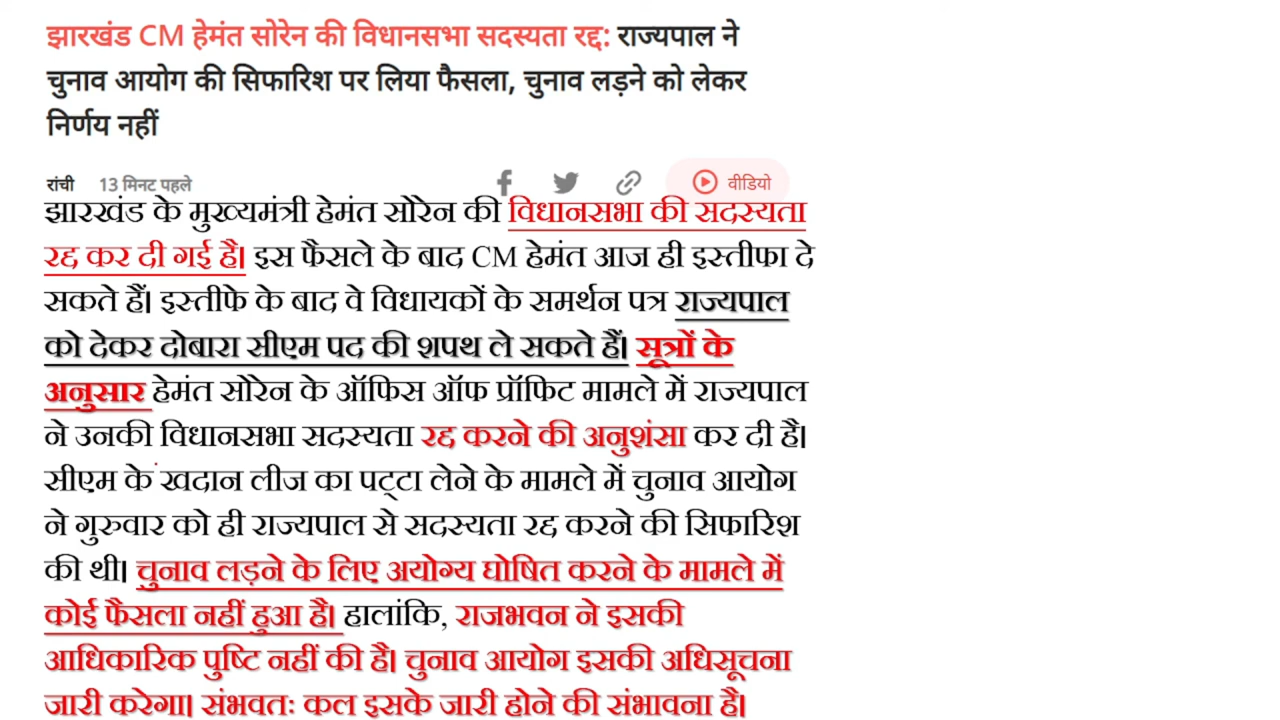 झारखंड CM हेमंत सोरेन की विधानसभा सदस्यता रद्द: राज्यपाल ने
चुनाव आयोग की सिफारिश पर लिया फैसला, चुनाव लड़ने को लेकर
निर्णय नहीं
रांची 13 मिनट पहले वीडियो
झारखंड के मुख्यमंत्री हेमंत सोरेन की विधानसभा की सदस्यता
रद्द कर दी गई है। इस फैसले के बाद CM हेमंत आज ही इस्तीफा दे
सकते हैं। इस्तीफे के बाद वे विधायकों के समर्थन पत्र राज्यपाल
को देकर दोबारा सीएम पद की शपथ ले सकते हैं। सूत्रों के
अनुसार हेमंत सोरेन के ऑफिस ऑफ प्रॉफिट मामले में राज्यपाल
ने उनकी विधानसभा सदस्यता रद्द करने की अनुशंसा कर दी है।
सीएम के खदान लीज का पट्टा लेने के मामले में चुनाव आयोग
ने गुरुवार को ही राज्यपाल से सदस्यता रद्द करने की सिफारिश
की थी। चुनाव लड़ने के लिए अयोग्य घोषित करने के मामले में
कोई फैसला नहीं हुआ है। हालांकि, राजभवन ने इसकी
आधिकारिक पुष्टि नहीं की है। चुनाव आयोग इसकी अधिसूचना
जारी करेगा। संभवतः कल इसके जारी होने की संभावना है।